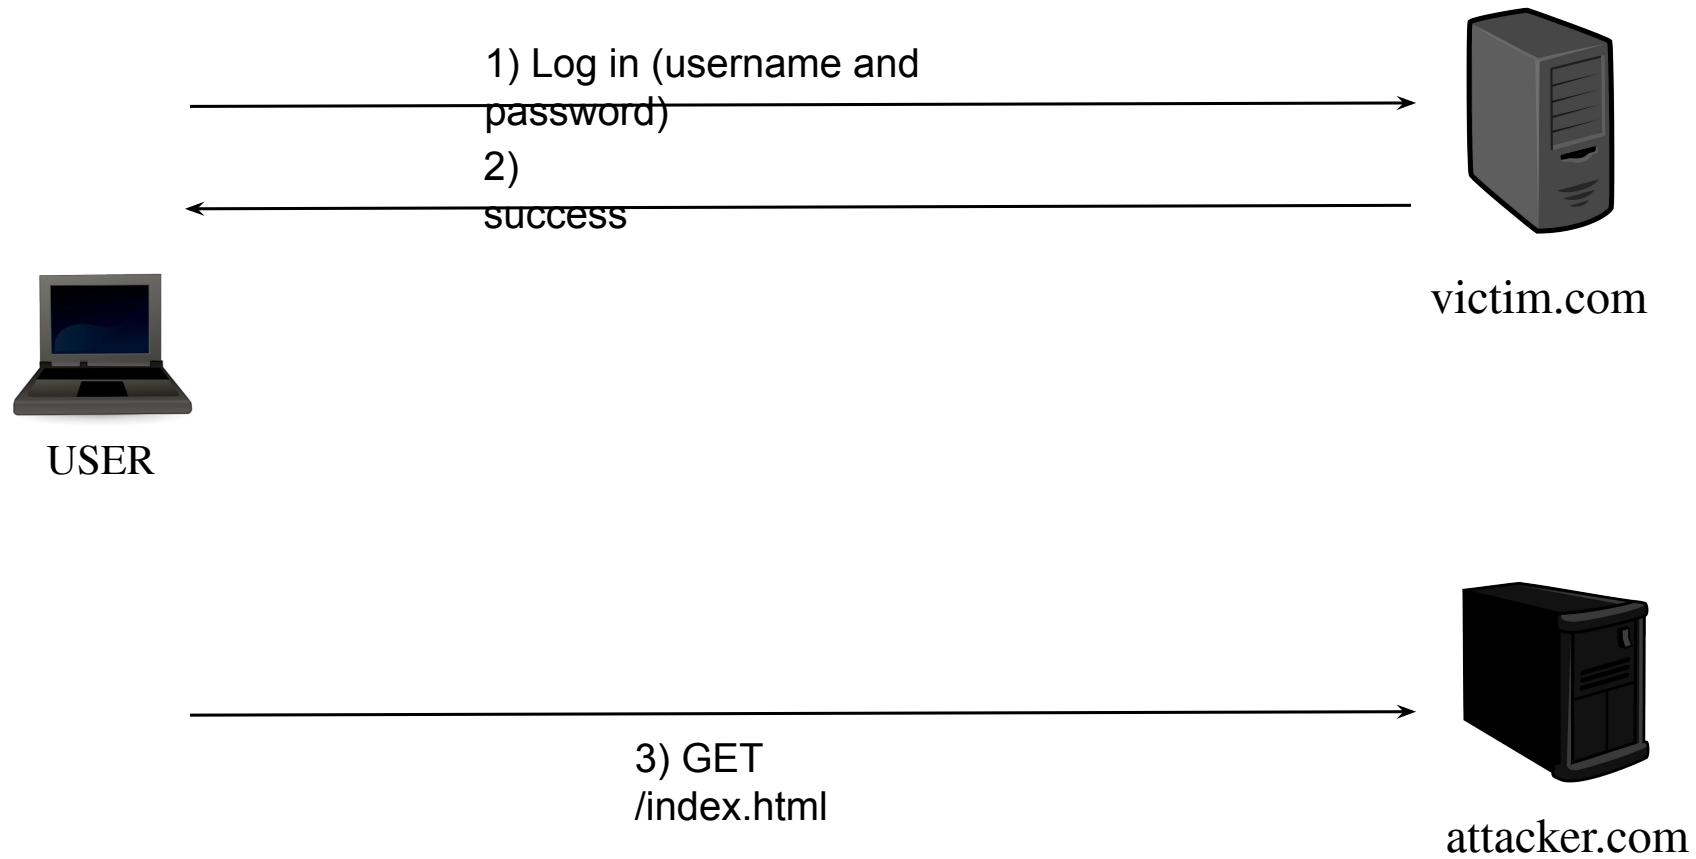 1) Log in (username and
password)
2)
success
victim.com
USER
3) GET
/index.html
attacker.com